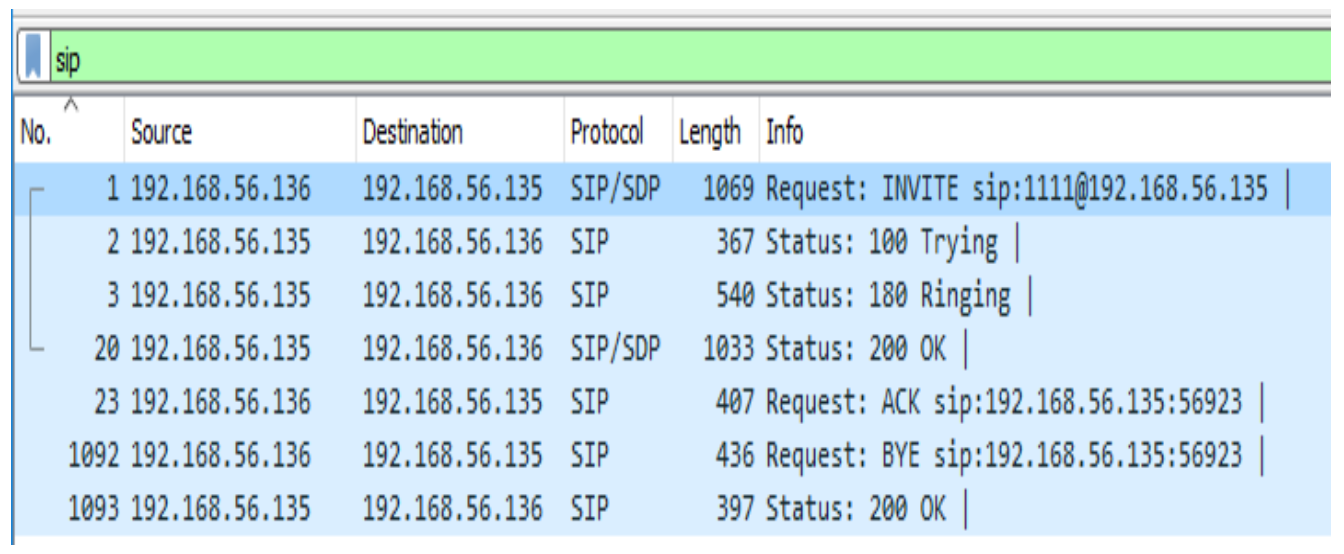 sip
No. Source Destination Protocol Length Info
1 192.168.56.136 192.168.56.135 SIP/SDP 1069 Request: INVITE sip:1111@192.168.56.135 |
2 192.168.56.135 192.168.56.136 SIP 367 Status: 100 Trying |
3 192.168.56.135 192.168.56.136 SIP 540 Status: 180 Ringing |
20 192.168.56.135 192.168.56.136 SIP/SDP 1033 Status: 200 OK |
23 192.168.56.136 192.168.56.135 SIP 407 Request: ACK sip:192.168.56.135:56923 |
1092 192.168.56.136 192.168.56.135 SIP 436 Request: BYE sip:192.168.56.135:56923 |
1093 192.168.56.135 192.168.56.136 SIP 397 Status: 200 OK |